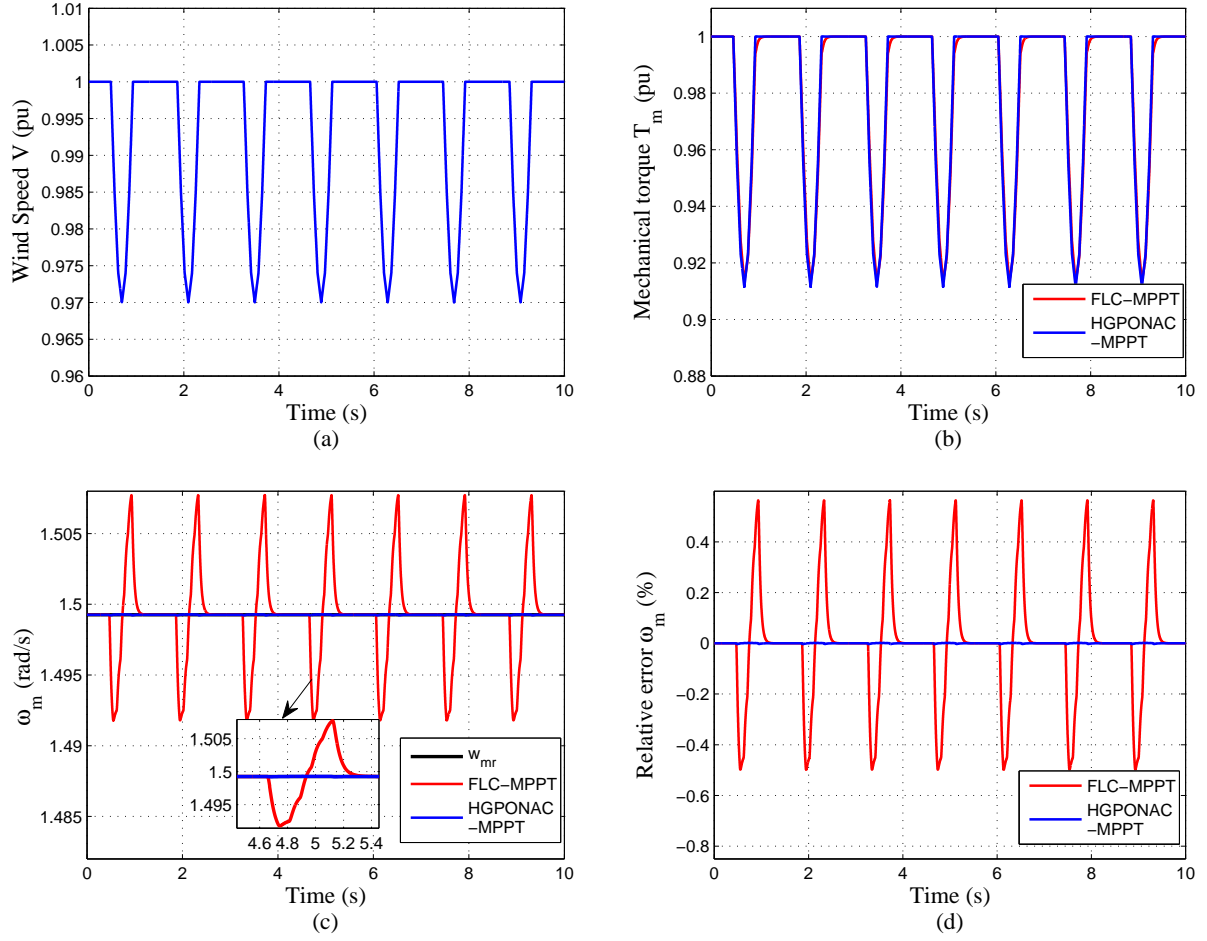 1.01
1.005
1
0.995
0.99
0.985
0.98
0.975
0.97
0.965
0.96
Wind Speed V (pu)
0 2 4 6 8 10
Time (s)
(a)
1
0.98
0.96
0.94
0.92
0.9
0.88
Mechanical torque T_m (pu)
FLC-MPPT
HGPONAC
-MPPT
0 2 4 6 8 10
Time (s)
(b)
1.505
1.5
1.495
1.49
1.485
ω_m (rad/s)
1.505
1.5
1.495
4.6 4.8 5 5.2 5.4
w_mr
FLC-MPPT
HGPONAC
-MPPT
0 2 4 6 8 10
Time (s)
(c)
0.4
0.2
0
-0.2
-0.4
-0.6
-0.8
Relative error ω_m (%)
FLC-MPPT
HGPONAC
-MPPT
0 2 4 6 8 10
Time (s)
(d)